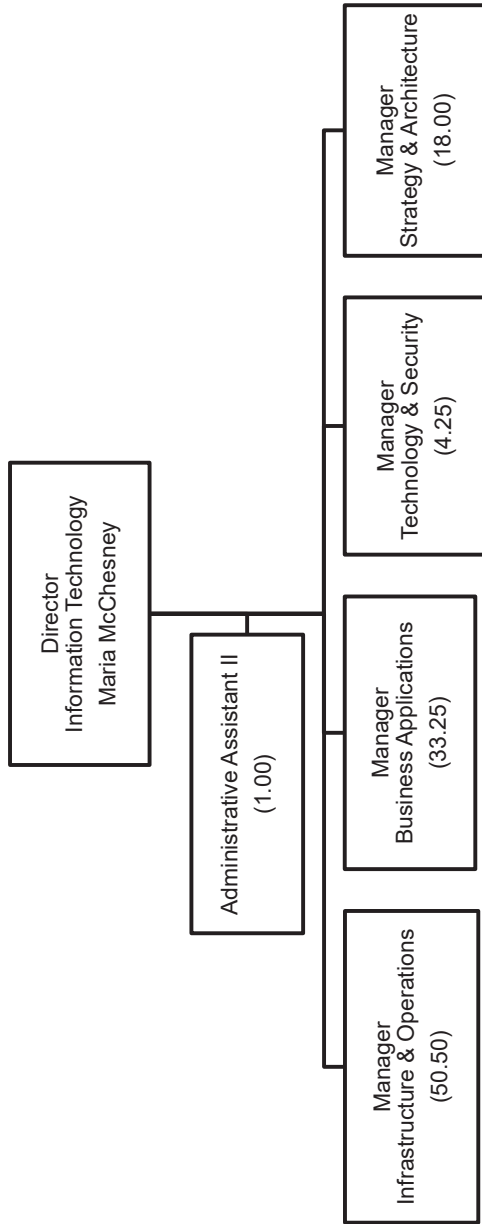 Director
Information Technology
Maria McChesney
Administrative Assistant II
(1.00)
Manager
Infrastructure & Operations
(50.50)
Manager
Business Applications
(33.25)
Manager
Technology & Security
(4.25)
Manager
Strategy & Architecture
(18.00)